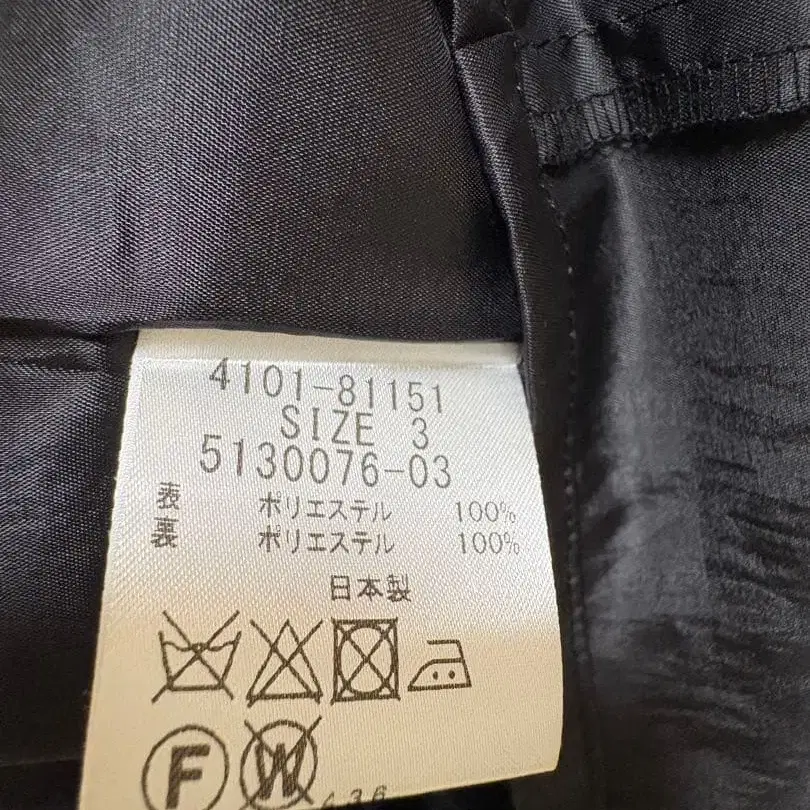 4101-81151
SIZE 3
5130076-03
表 ポリエステル 100%
裏 ポリエステル 100%
日本製
F W